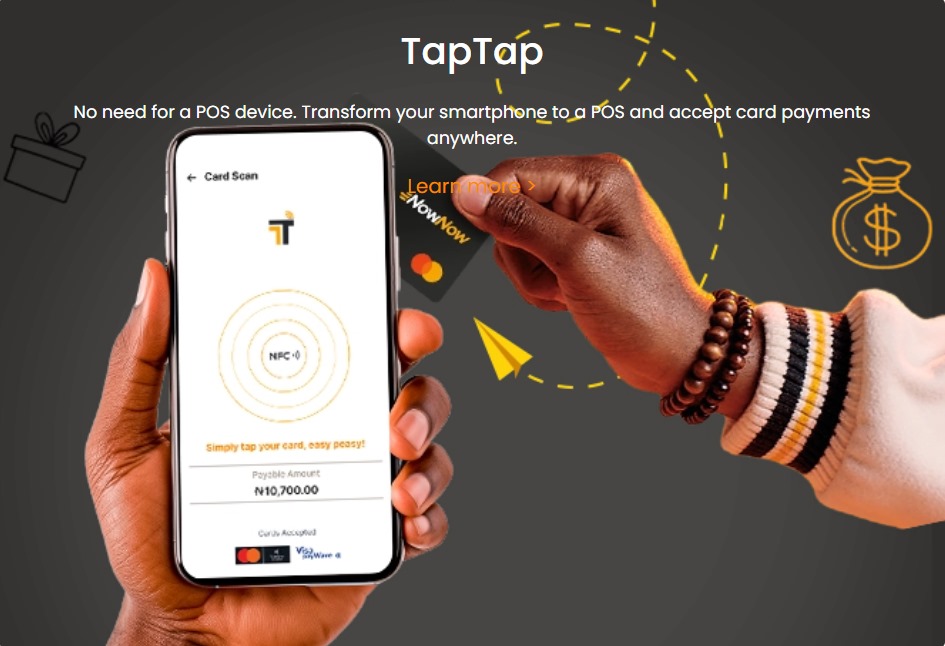 TapTap
No need for a POS device. Transform your smartphone to a POS and accept card payments
anywhere.
Learn more >
← Card Scan
NowNow
NFC
Simply tap your card, easy peasy!
Payable Amount
₦10,700.00
Cards Accepted
Visa
payWave